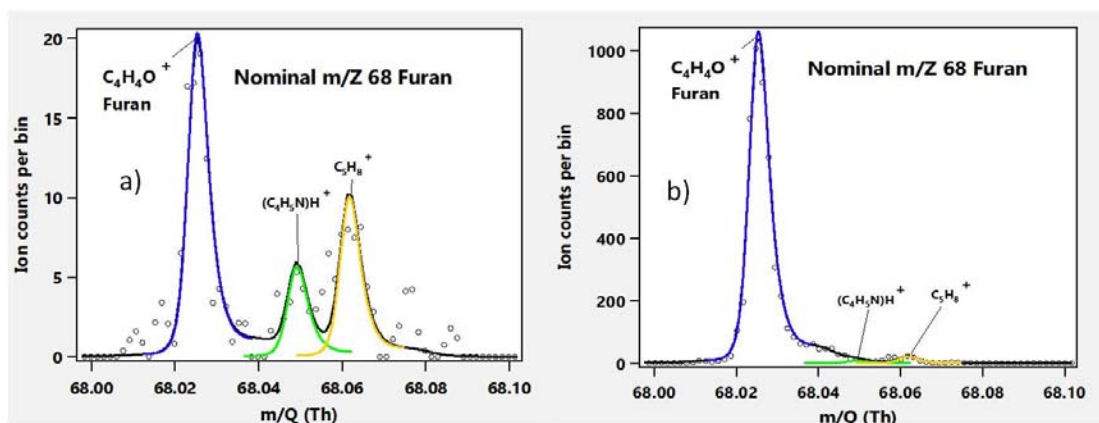 20
15
10
5
0
Ion counts per bin
C₄H₄O⁺
Furan
Nominal m/Z 68 Furan
a)
(C₄H₅N)H⁺
C₅H₈⁺
68.00 68.02 68.04 68.06 68.08 68.10
m/Q (Th)
1000
800
600
400
200
0
Ion counts per bin
C₄H₄O⁺
Furan
Nominal m/Z 68 Furan
b)
(C₄H₅N)H⁺
C₅H₈⁺
68.00 68.02 68.04 68.06 68.08 68.10
m/Q (Th)